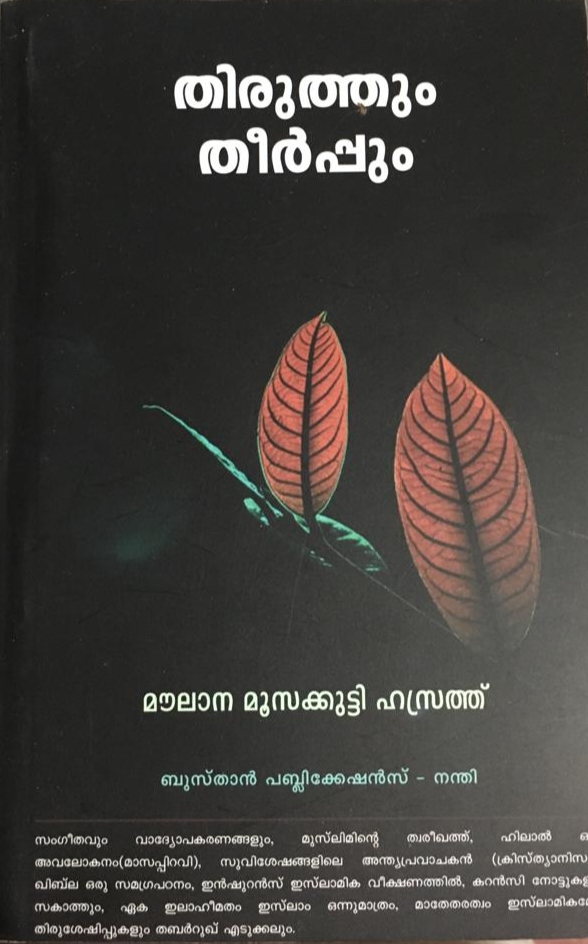 തിരുത്തും
തീർപ്പും
മൗലാന മൂസക്കുട്ടി ഹസ്രത്ത്
ബുസ്താൻ പബ്ലിക്കേഷൻസ് - നന്തി
സംഗീതവും വാദ്യോപകരണങ്ങളും, മുസ്‌ലിമിന്റെ ത്വരീഖത്ത്, ഹിലാൽ
അവലോകനം(മാസപ്പിറവി), സുവിശേഷങ്ങളിലെ അന്ത്യപ്രവാചകൻ
ഖിബ്‌ല ഒരു സമഗ്രപഠനം, ഇൻഷുറൻസ് ഇസ്‌ലാമിക വീക്ഷണത്തിൽ, കറൻസി
സകാത്തും, ഏക ഇലാഹീമതം ഇസ്‌ലാം ഒന്നുമാത്രം, മാതേതരത്വം
തിരുശേഷിപ്പുകളും തബർറുഖ് എടുക്കലും.